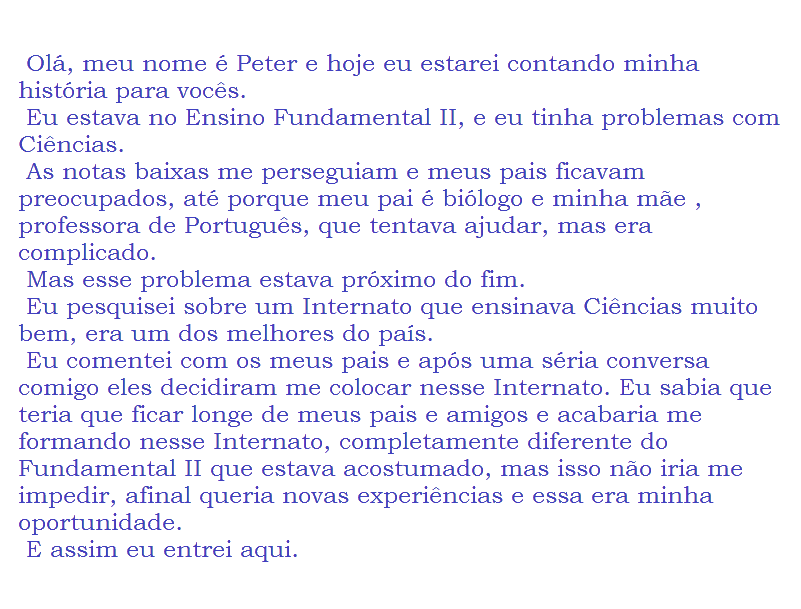 Olá, meu nome é Peter e hoje eu estarei contando minha
história para vocês.
Eu estava no Ensino Fundamental II, e eu tinha problemas com
Ciências.
As notas baixas me perseguiam e meus pais ficavam
preocupados, até porque meu pai é biólogo e minha mãe ,
professora de Português, que tentava ajudar, mas era
complicado.
Mas esse problema estava próximo do fim.
Eu pesquisei sobre um Internato que ensinava Ciências muito
bem, era um dos melhores do país.
Eu comentei com os meus pais e após uma séria conversa
comigo eles decidiram me colocar nesse Internato. Eu sabia que
teria que ficar longe de meus pais e amigos e acabaria me
formando nesse Internato, completamente diferente do
Fundamental II que estava acostumado, mas isso não iria me
impedir, afinal queria novas experiências e essa era minha
oportunidade.
E assim eu entrei aqui.